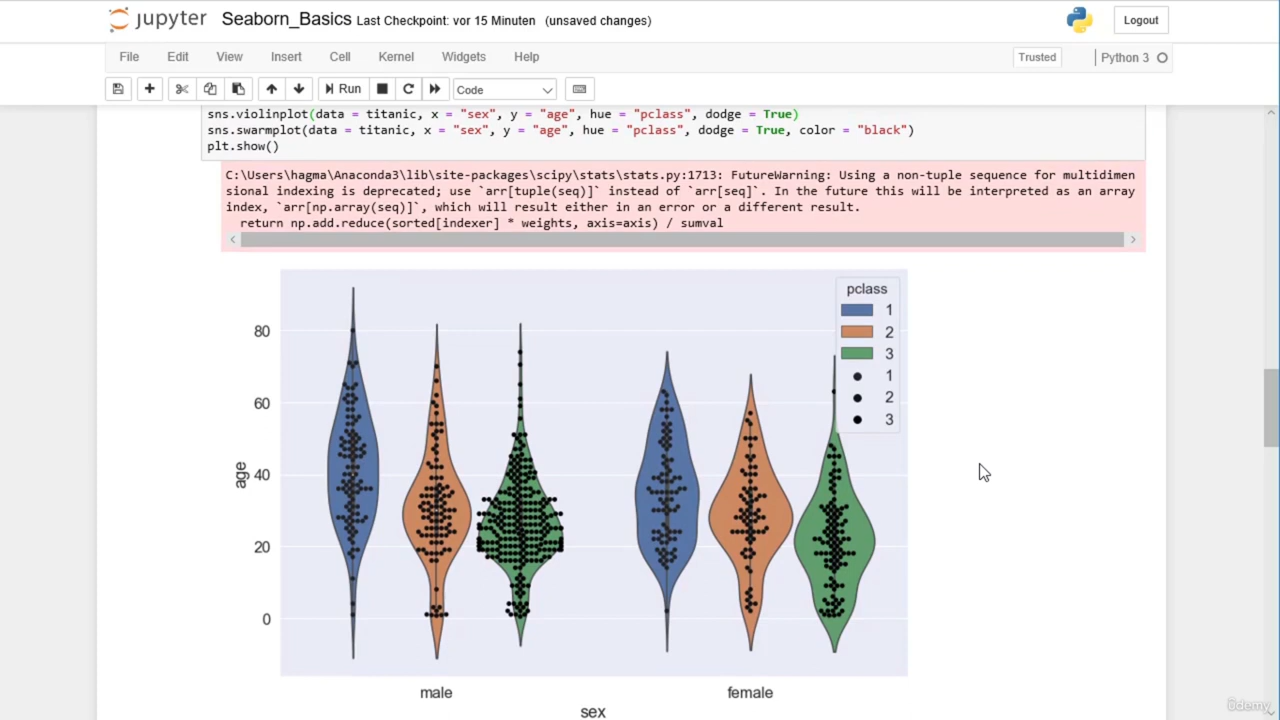 jupyter Seaborn_Basics Last Checkpoint: vor 15 Minuten (unsaved changes) Logout
File Edit View Insert Cell Kernel Widgets Help Trusted Python 3
Run Code
sns.violinplot(data = titanic, x = "sex", y = "age", hue = "pclass", dodge = True)
sns.swarmplot(data = titanic, x = "sex", y = "age", hue = "pclass", dodge = True, color = "black")
plt.show()
C:\Users\hagma\Anaconda3\lib\site-packages\scipy\stats\stats.py:1713: FutureWarning: Using a non-tuple sequence for multidimen
sional indexing is deprecated; use `arr[tuple(seq)]` instead of `arr[seq]`. In the future this will be interpreted as an array
index, `arr[np.array(seq)]`, which will result either in an error or a different result.
return np.add.reduce(sorted[indexer] * weights, axis=axis) / sumval
pclass
1
2
3
1
2
3
80
60
40
20
0
age
male female
sex
Udemy